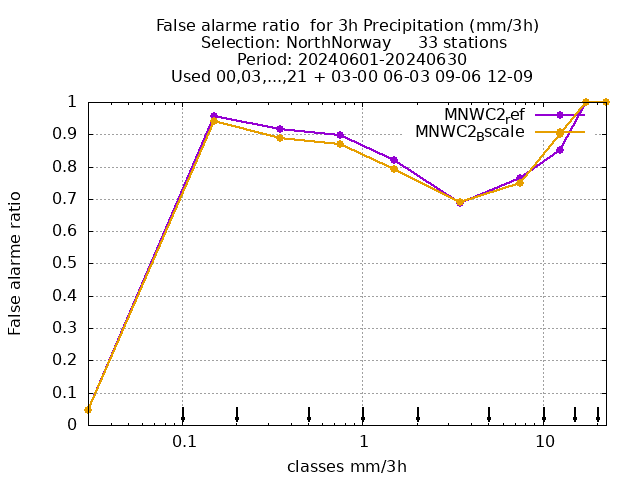 False alarme ratio  for 3h Precipitation (mm/3h)
Selection: NorthNorway     33 stations
Period: 20240601-20240630
Used 00,03,...,21 + 03-00 06-03 09-06 12-09
MNWC2ref
MNWC2Bscale
1
0.9
0.8
0.7
0.6
0.5
0.4
0.3
0.2
0.1
0
False alarme ratio
0.1
1
10
classes mm/3h